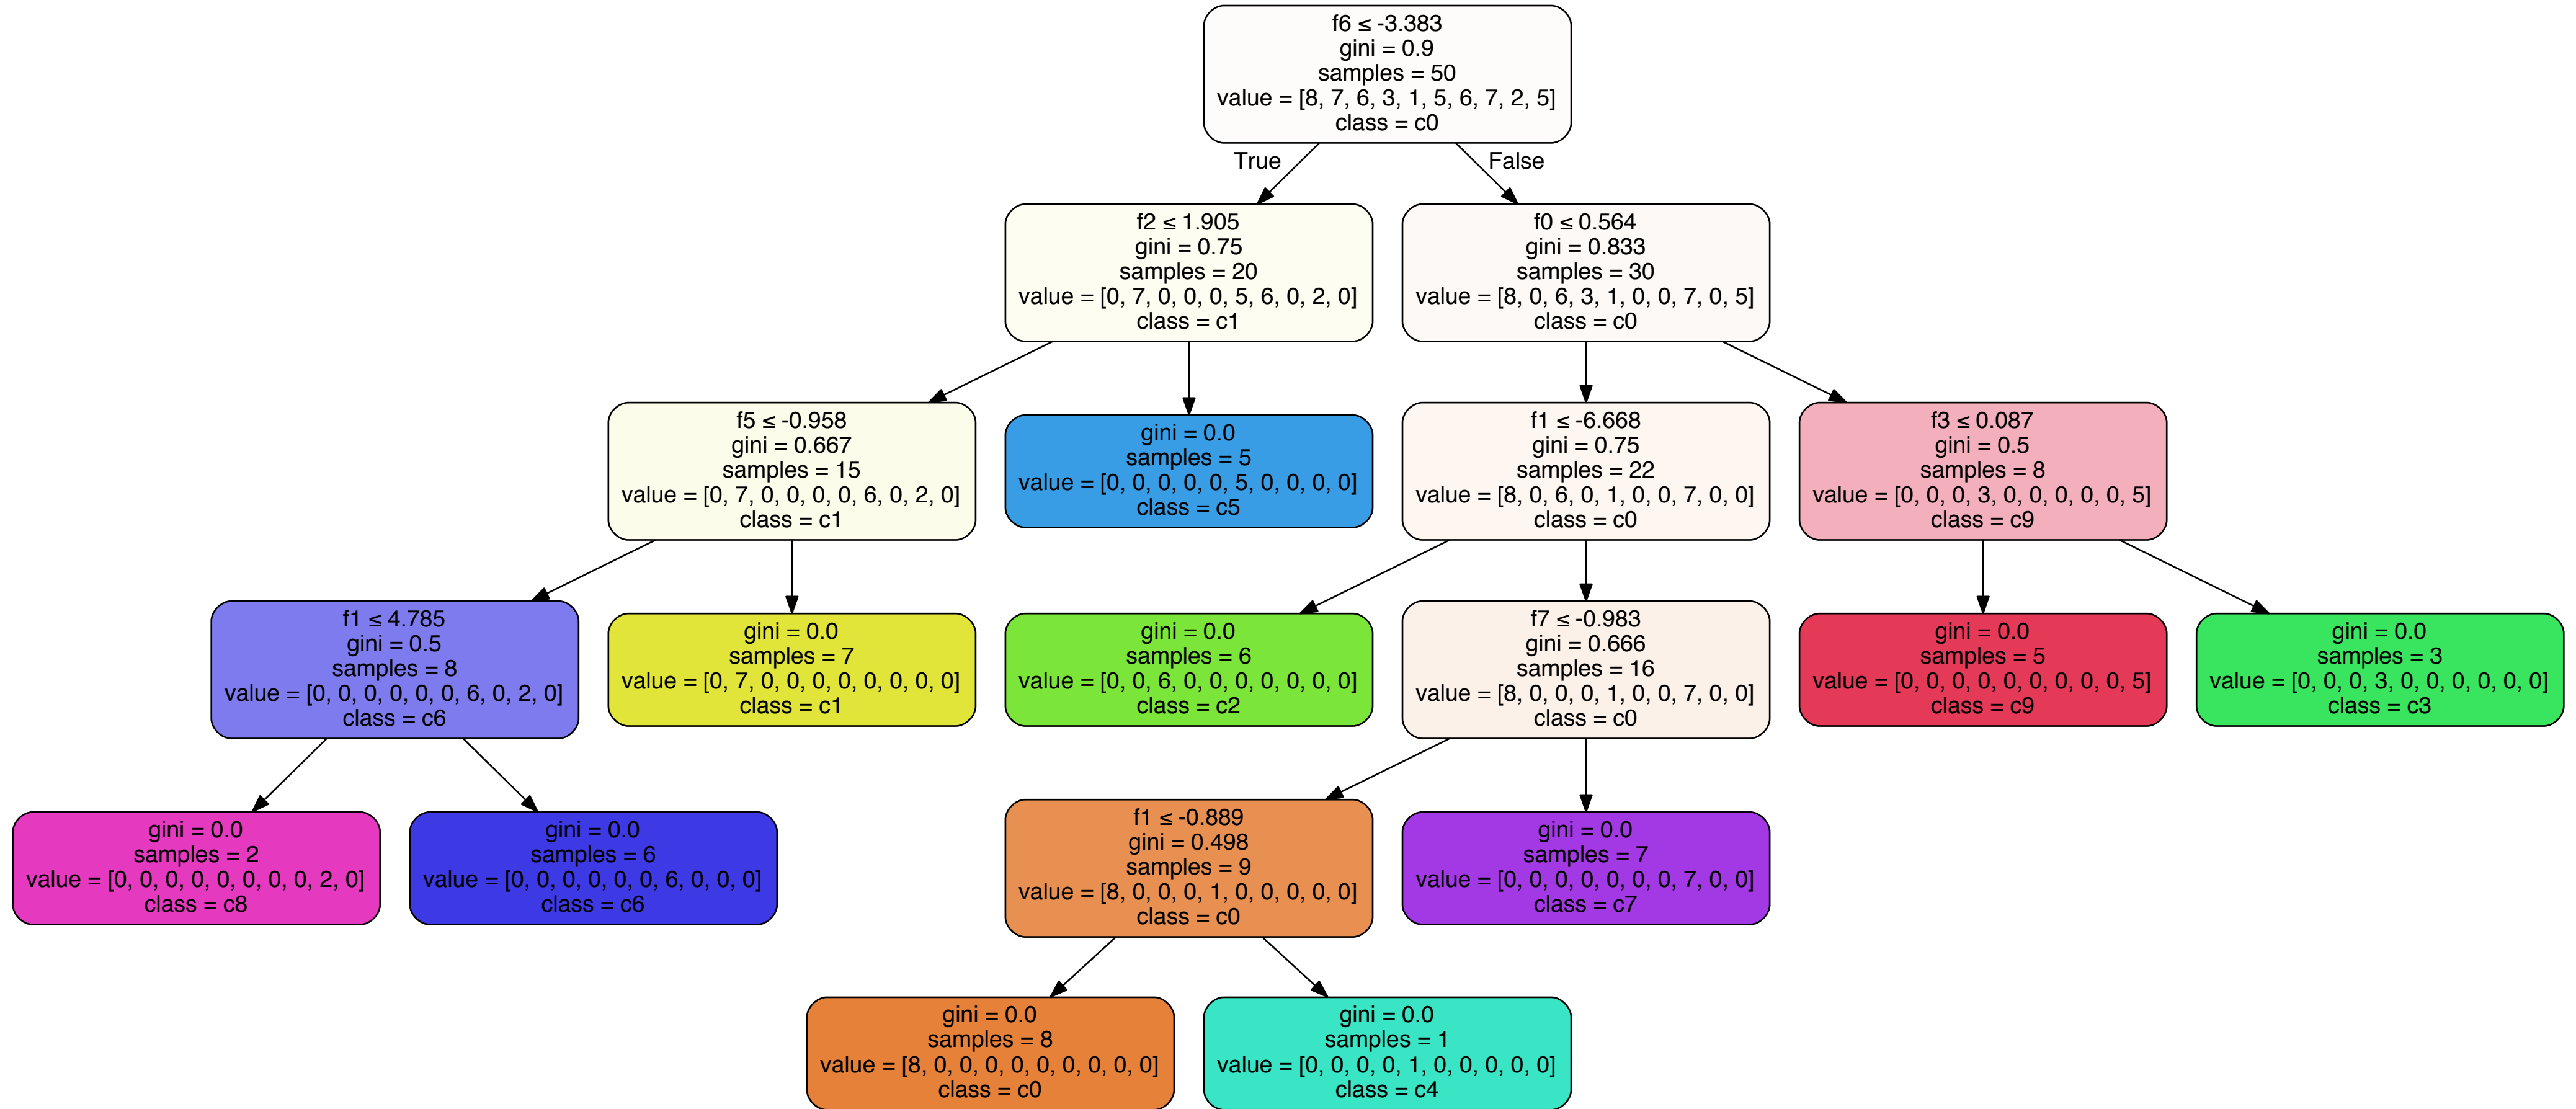 f6 ≤ -3.383
gini = 0.9
samples = 50
value = [8, 7, 6, 3, 1, 5, 6, 7, 2, 5]
class = c0
True
False
f2 ≤ 1.905
gini = 0.75
samples = 20
value = [0, 7, 0, 0, 0, 5, 6, 0, 2, 0]
class = c1
f0 ≤ 0.564
gini = 0.833
samples = 30
value = [8, 0, 6, 3, 1, 0, 0, 7, 0, 5]
class = c0
f5 ≤ -0.958
gini = 0.667
samples = 15
value = [0, 7, 0, 0, 0, 0, 6, 0, 2, 0]
class = c1
gini = 0.0
samples = 5
value = [0, 0, 0, 0, 0, 5, 0, 0, 0, 0]
class = c5
f1 ≤ -6.668
gini = 0.75
samples = 22
value = [8, 0, 6, 0, 1, 0, 0, 7, 0, 0]
class = c0
f3 ≤ 0.087
gini = 0.5
samples = 8
value = [0, 0, 0, 3, 0, 0, 0, 0, 0, 5]
class = c9
f1 ≤ 4.785
gini = 0.5
samples = 8
value = [0, 0, 0, 0, 0, 0, 6, 0, 2, 0]
class = c6
gini = 0.0
samples = 7
value = [0, 7, 0, 0, 0, 0, 0, 0, 0, 0]
class = c1
gini = 0.0
samples = 6
value = [0, 0, 6, 0, 0, 0, 0, 0, 0, 0]
class = c2
f7 ≤ -0.983
gini = 0.666
samples = 16
value = [8, 0, 0, 0, 1, 0, 0, 7, 0, 0]
class = c0
gini = 0.0
samples = 5
value = [0, 0, 0, 0, 0, 0, 0, 0, 0, 5]
class = c9
gini = 0.0
samples = 3
value = [0, 0, 0, 3, 0, 0, 0, 0, 0, 0]
class = c3
gini = 0.0
samples = 2
value = [0, 0, 0, 0, 0, 0, 0, 0, 2, 0]
class = c8
gini = 0.0
samples = 6
value = [0, 0, 0, 0, 0, 0, 6, 0, 0, 0]
class = c6
f1 ≤ -0.889
gini = 0.498
samples = 9
value = [8, 0, 0, 0, 1, 0, 0, 0, 0, 0]
class = c0
gini = 0.0
samples = 7
value = [0, 0, 0, 0, 0, 0, 0, 7, 0, 0]
class = c7
gini = 0.0
samples = 8
value = [8, 0, 0, 0, 0, 0, 0, 0, 0, 0]
class = c0
gini = 0.0
samples = 1
value = [0, 0, 0, 0, 1, 0, 0, 0, 0, 0]
class = c4